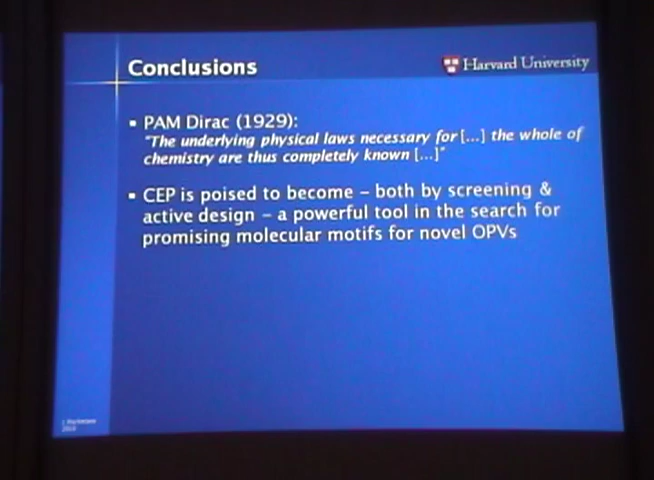 Conclusions
Harvard University
▪ PAM Dirac (1929):
"The underlying physical laws necessary for [...] the whole of
chemistry are thus completely known [...]"
▪ CEP is poised to become – both by screening &
active design – a powerful tool in the search for
promising molecular motifs for novel OPVs